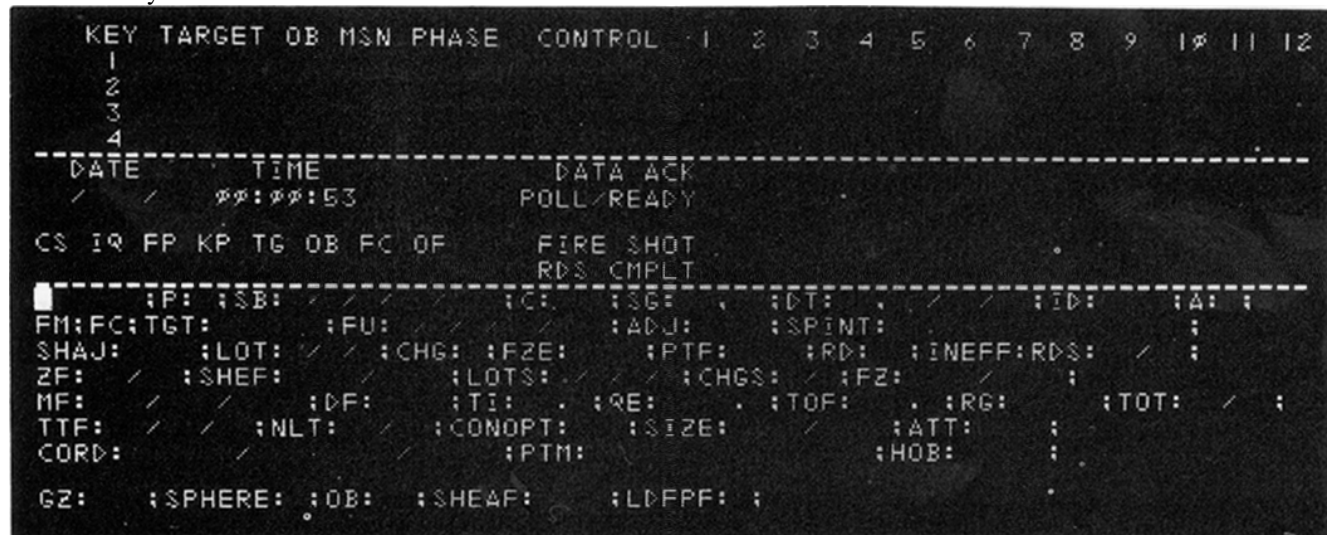 KEY TARGET OB MSN PHASE CONTROL 1 2 3 4 5 6 7 8 9 1Ø 11 12
1
2
3
4
DATE TIME DATA ACK
/ / ØØ:ØØ:53 POLL/READY
CS IQ FP KP TG OB FC OF FIRE SHOT
RDS CMPLT
;P: ;SB: / / / / ;C: ;SG: . ;DT: . / / ;ID: ;A: ;
FM:FC:TGT: ;FU: / / / / ;ADJ: ;SPINT: ;
SHAJ: ;LOT: / / ;CHG: ;FZE: ;PTF: ;RD: ;INEFF:RDS: / ;
ZF: / ;SHEF: / ;LOTS: / / / ;CHGS: / ;FZ: / ;
MF: / / ;DF: ;TI: . ;QE: . ;TOF: . ;RG: ;TOT: / ;
TTF: / / ;NLT: / ;CONOPT: ;SIZE: / ;ATT: ;
CORD: / / ;PTM: ;HOB: ;
GZ: ;SPHERE: ;OB: ;SHEAF: ;LDFPF: ;